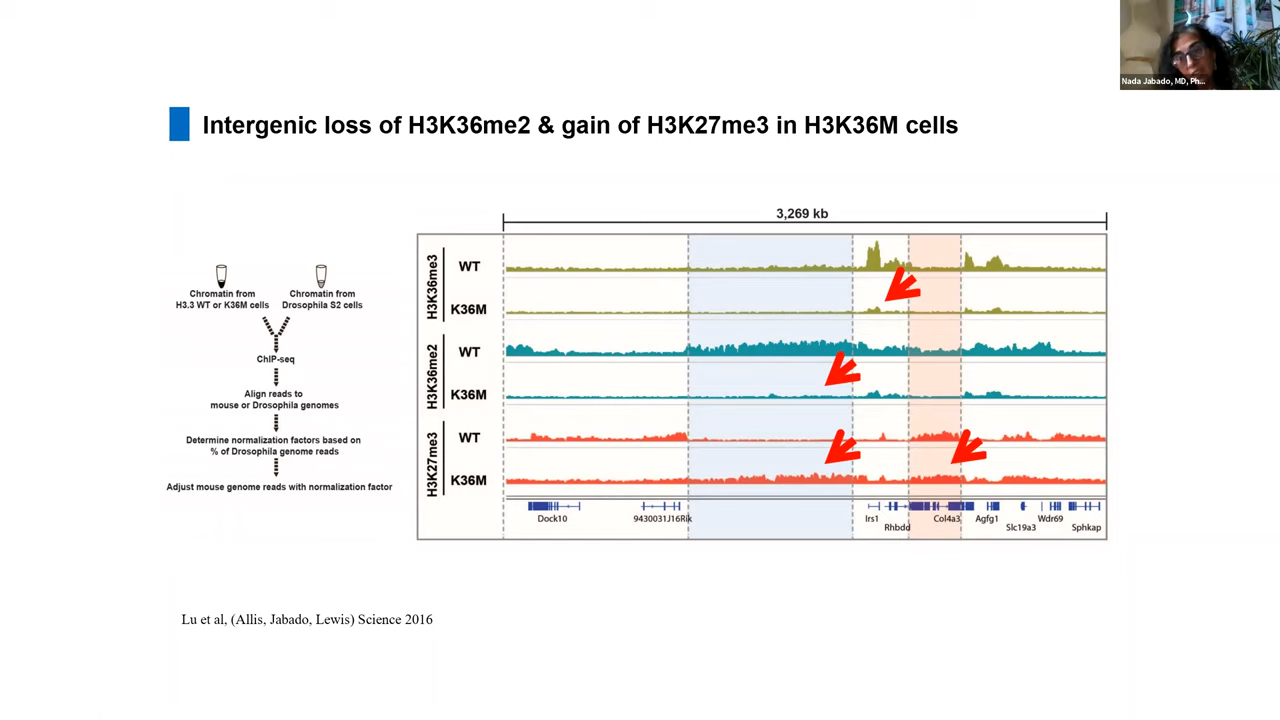 Nada Jabado, MD, Ph...
Intergenic loss of H3K36me2 & gain of H3K27me3 in H3K36M cells
3,269 kb
Chromatin from
H3.3 WT or K36M cells
Chromatin from
Drosophila S2 cells
ChIP-seq
Align reads to
mouse or Drosophila genomes
Determine normalization factors based on
% of Drosophila genome reads
Adjust mouse genome reads with normalization factor
H3K36me3
WT
K36M
H3K36me2
WT
K36M
H3K27me3
WT
K36M
Dock10
9430031J16Rik
Irs1
Rhbdd
Col4a3
Agfg1
Slc19a3
Wdr69
Sphkap
Lu et al, (Allis, Jabado, Lewis) Science 2016